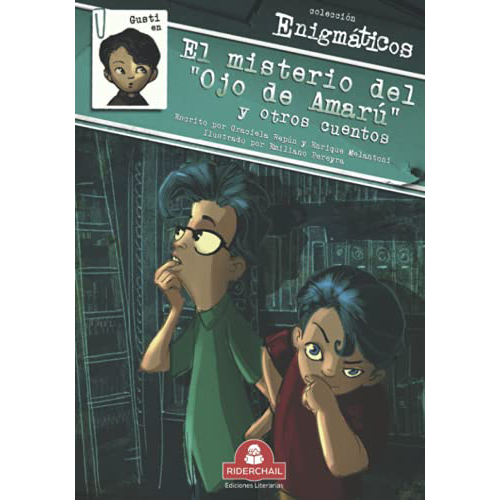 Gusti
en
colección
Enigmáticos
El misterio del
"Ojo de Amarú"
y otros cuentos
Escrito por Graciela Repún y Enrique Melantoni
Ilustrado por Emiliano Pereyra
RIDERCHAIL
Ediciones Literarias